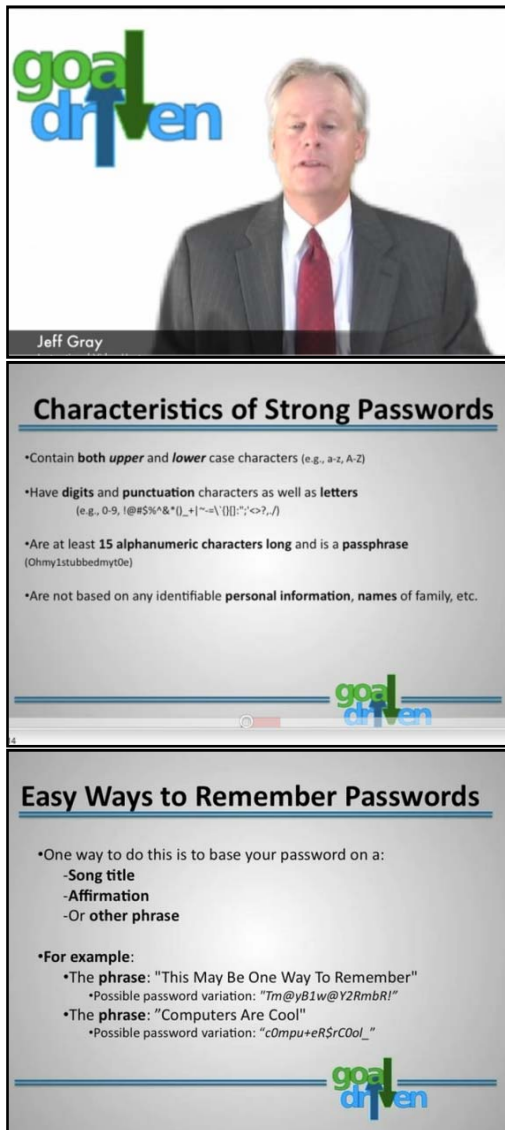 goal
driven
Jeff Gray
Characteristics of Strong Passwords
•Contain both upper and lower case characters (e.g., a-z, A-Z)
•Have digits and punctuation characters as well as letters
(e.g., 0-9, !@#$%^&*()_+|~-=\`{}[]:";'<>?,./)
•Are at least 15 alphanumeric characters long and is a passphrase
(Ohmy1stubbedmyt0e)
•Are not based on any identifiable personal information, names of family, etc.
goal
driven
Easy Ways to Remember Passwords
•One way to do this is to base your password on a:
-Song title
-Affirmation
-Or other phrase
•For example:
•The phrase: "This May Be One Way To Remember"
•Possible password variation: "Tm@yB1w@Y2RmbR!”
•The phrase: ”Computers Are Cool"
•Possible password variation: “c0mpu+eR$rC0ol_”
goal
driven